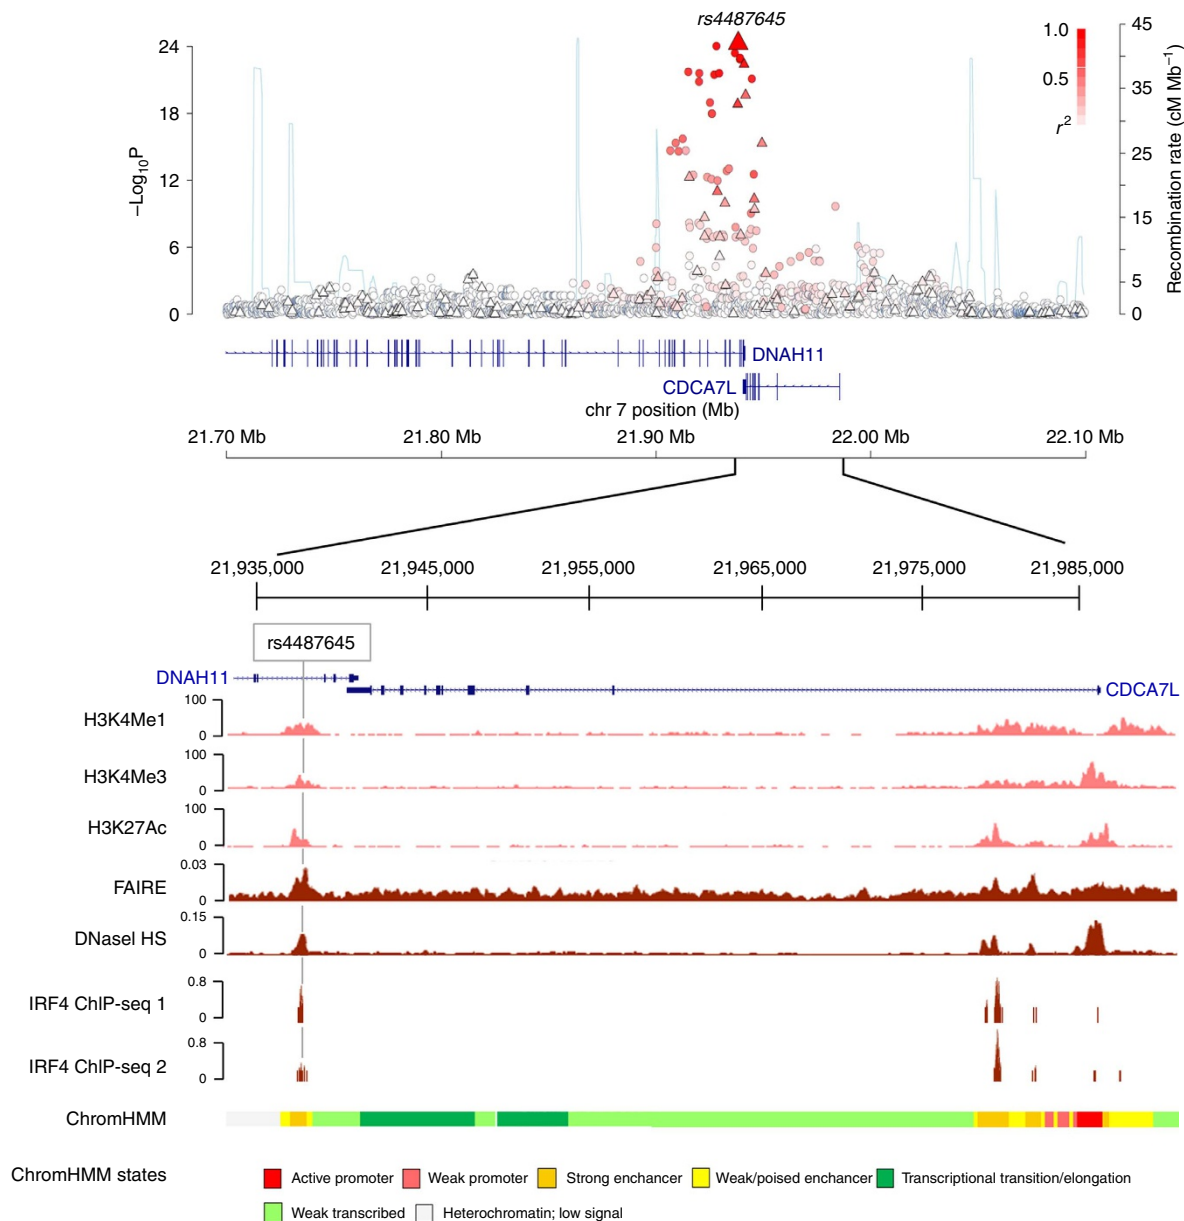 rs4487645
24
18
12
6
0
–Log10P
1.0
0.5
r2
45
35
25
15
5
0
Recombination rate (cM Mb–1)
DNAH11
CDCA7L
chr 7 position (Mb)
21.70 Mb 21.80 Mb 21.90 Mb 22.00 Mb 22.10 Mb
21,935,000 21,945,000 21,955,000 21,965,000 21,975,000 21,985,000
rs4487645
DNAH11
CDCA7L
H3K4Me1 100 0
H3K4Me3 100 0
H3K27Ac 100 0
FAIRE 0.03 0
DNaseI HS 0.15 0
IRF4 ChIP-seq 1 0.8 0
IRF4 ChIP-seq 2 0.8 0
ChromHMM
ChromHMM states
Active promoter Weak promoter Strong enchancer Weak/poised enchancer Transcriptional transition/elongation
Weak transcribed Heterochromatin; low signal